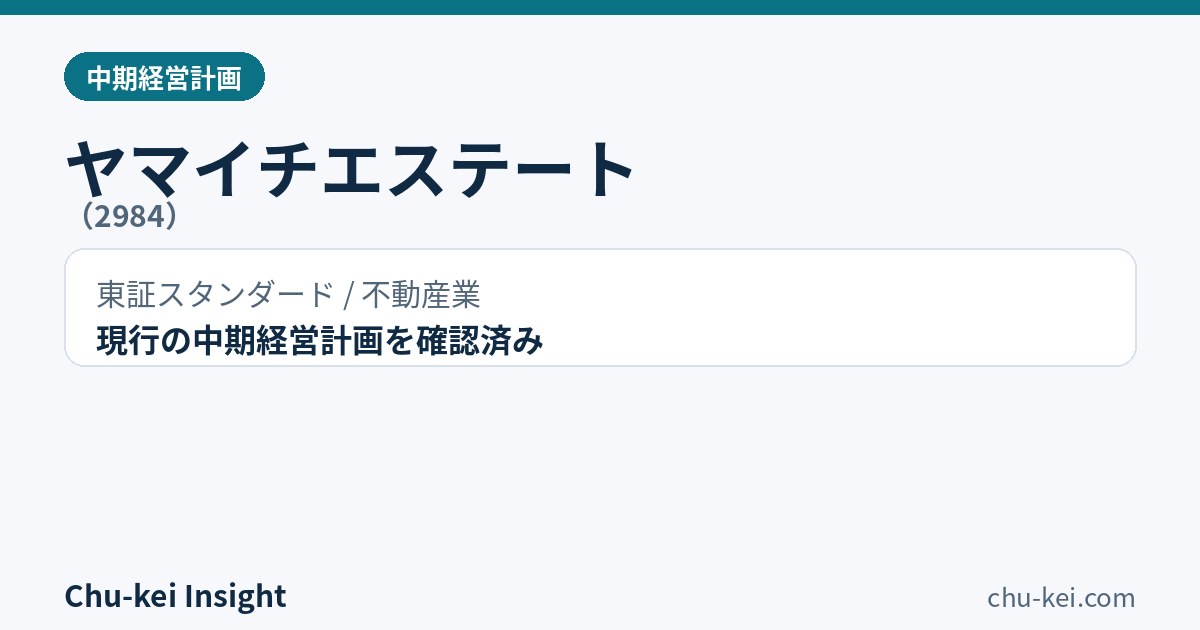 中期経営計画
ヤマイチエステート
（2984）
東証スタンダード / 不動産業
現行の中期経営計画を確認済み
Chu-kei Insight
chu-kei.com